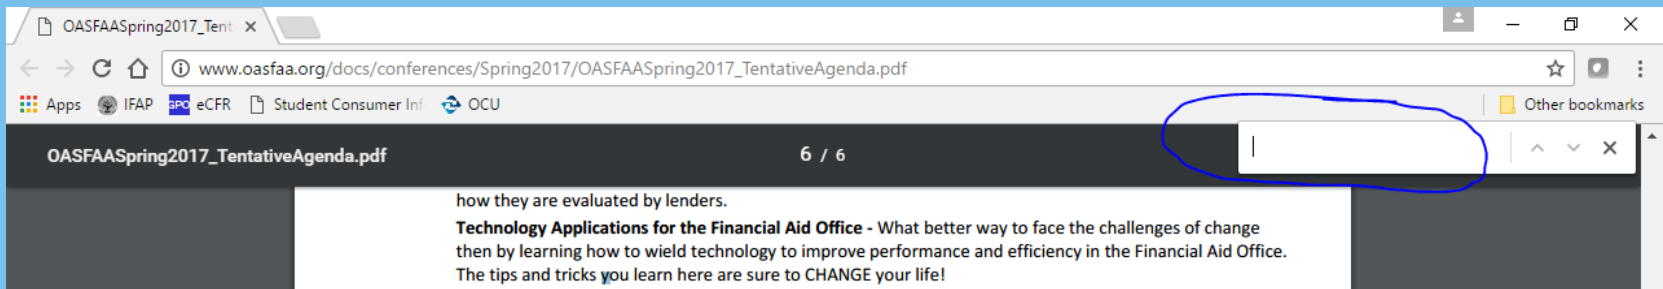 OASFAASpring2017_Tent
www.oasfaa.org/docs/conferences/Spring2017/OASFAASpring2017_TentativeAgenda.pdf
Apps IFAP GPO eCFR Student Consumer Inf OCU Other bookmarks
OASFAASpring2017_TentativeAgenda.pdf 6 / 6
how they are evaluated by lenders.
Technology Applications for the Financial Aid Office - What better way to face the challenges of change
then by learning how to wield technology to improve performance and efficiency in the Financial Aid Office.
The tips and tricks you learn here are sure to CHANGE your life!